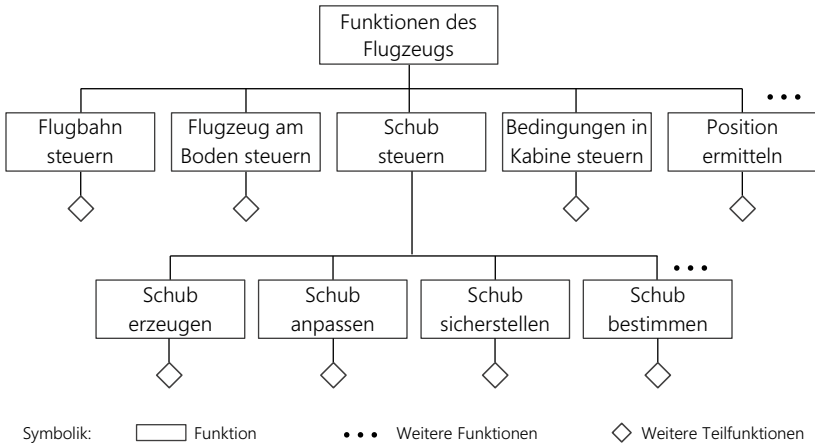 Funktionen des
Flugzeugs
Flugbahn
steuern
Flugzeug am
Boden steuern
Schub
steuern
Bedingungen in
Kabine steuern
Position
ermitteln
Schub
erzeugen
Schub
anpassen
Schub
sicherstellen
Schub
bestimmen
Symbolik: Funktion Weitere Funktionen Weitere Teilfunktionen